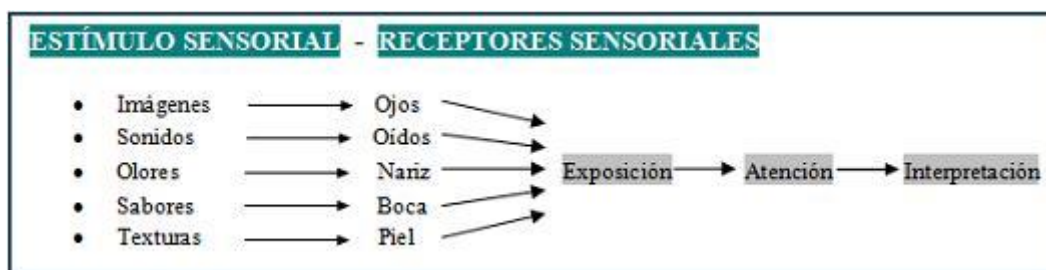 ESTÍMULO SENSORIAL - RECEPTORES SENSORIALES
• Imágenes Ojos
• Sonidos Oídos
• Olores Nariz Exposición Atención Interpretación
• Sabores Boca
• Texturas Piel